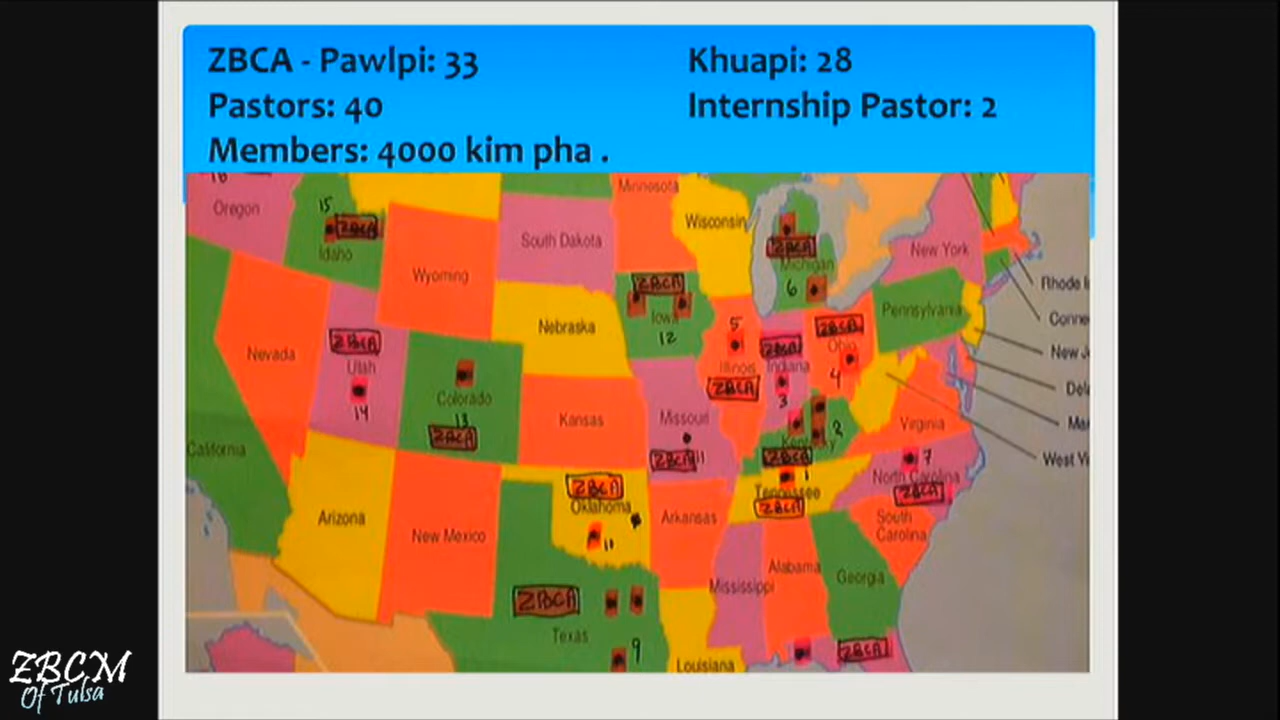 ZBCA - Pawlpi: 33
Khuapi: 28
Pastors: 40
Internship Pastor: 2
Members: 4000 kim pha .
Minnesota
15
Oregon
ZBCA
Idaho
Wisconsin
South Dakota
Wyoming
ZBCA
Michigan
6
New York
Rhode I
Conne
New J
Del
Ma
West Vi
ZBCA
Iowa
12
Nebraska
Pennsylvania
Nevada
ZBCA
Utah
14
Colorado
13
ZBCA
Kansas
Missouri
ZBCA 11
5
Illinois
ZBCA
ZBCA
Indiana
3
ZBCA
Ohio
4
2
Kentucky
ZBCA
1
Tennessee
ZBCA
Virginia
7
North Carolina
ZBCA
South
Carolina
California
Arizona
New Mexico
ZBCA
Oklahoma
10
Arkansas
Mississippi
Alabama
Georgia
ZBCA
Texas
9
Louisiana
ZBCA
ZBCM
Of Tulsa